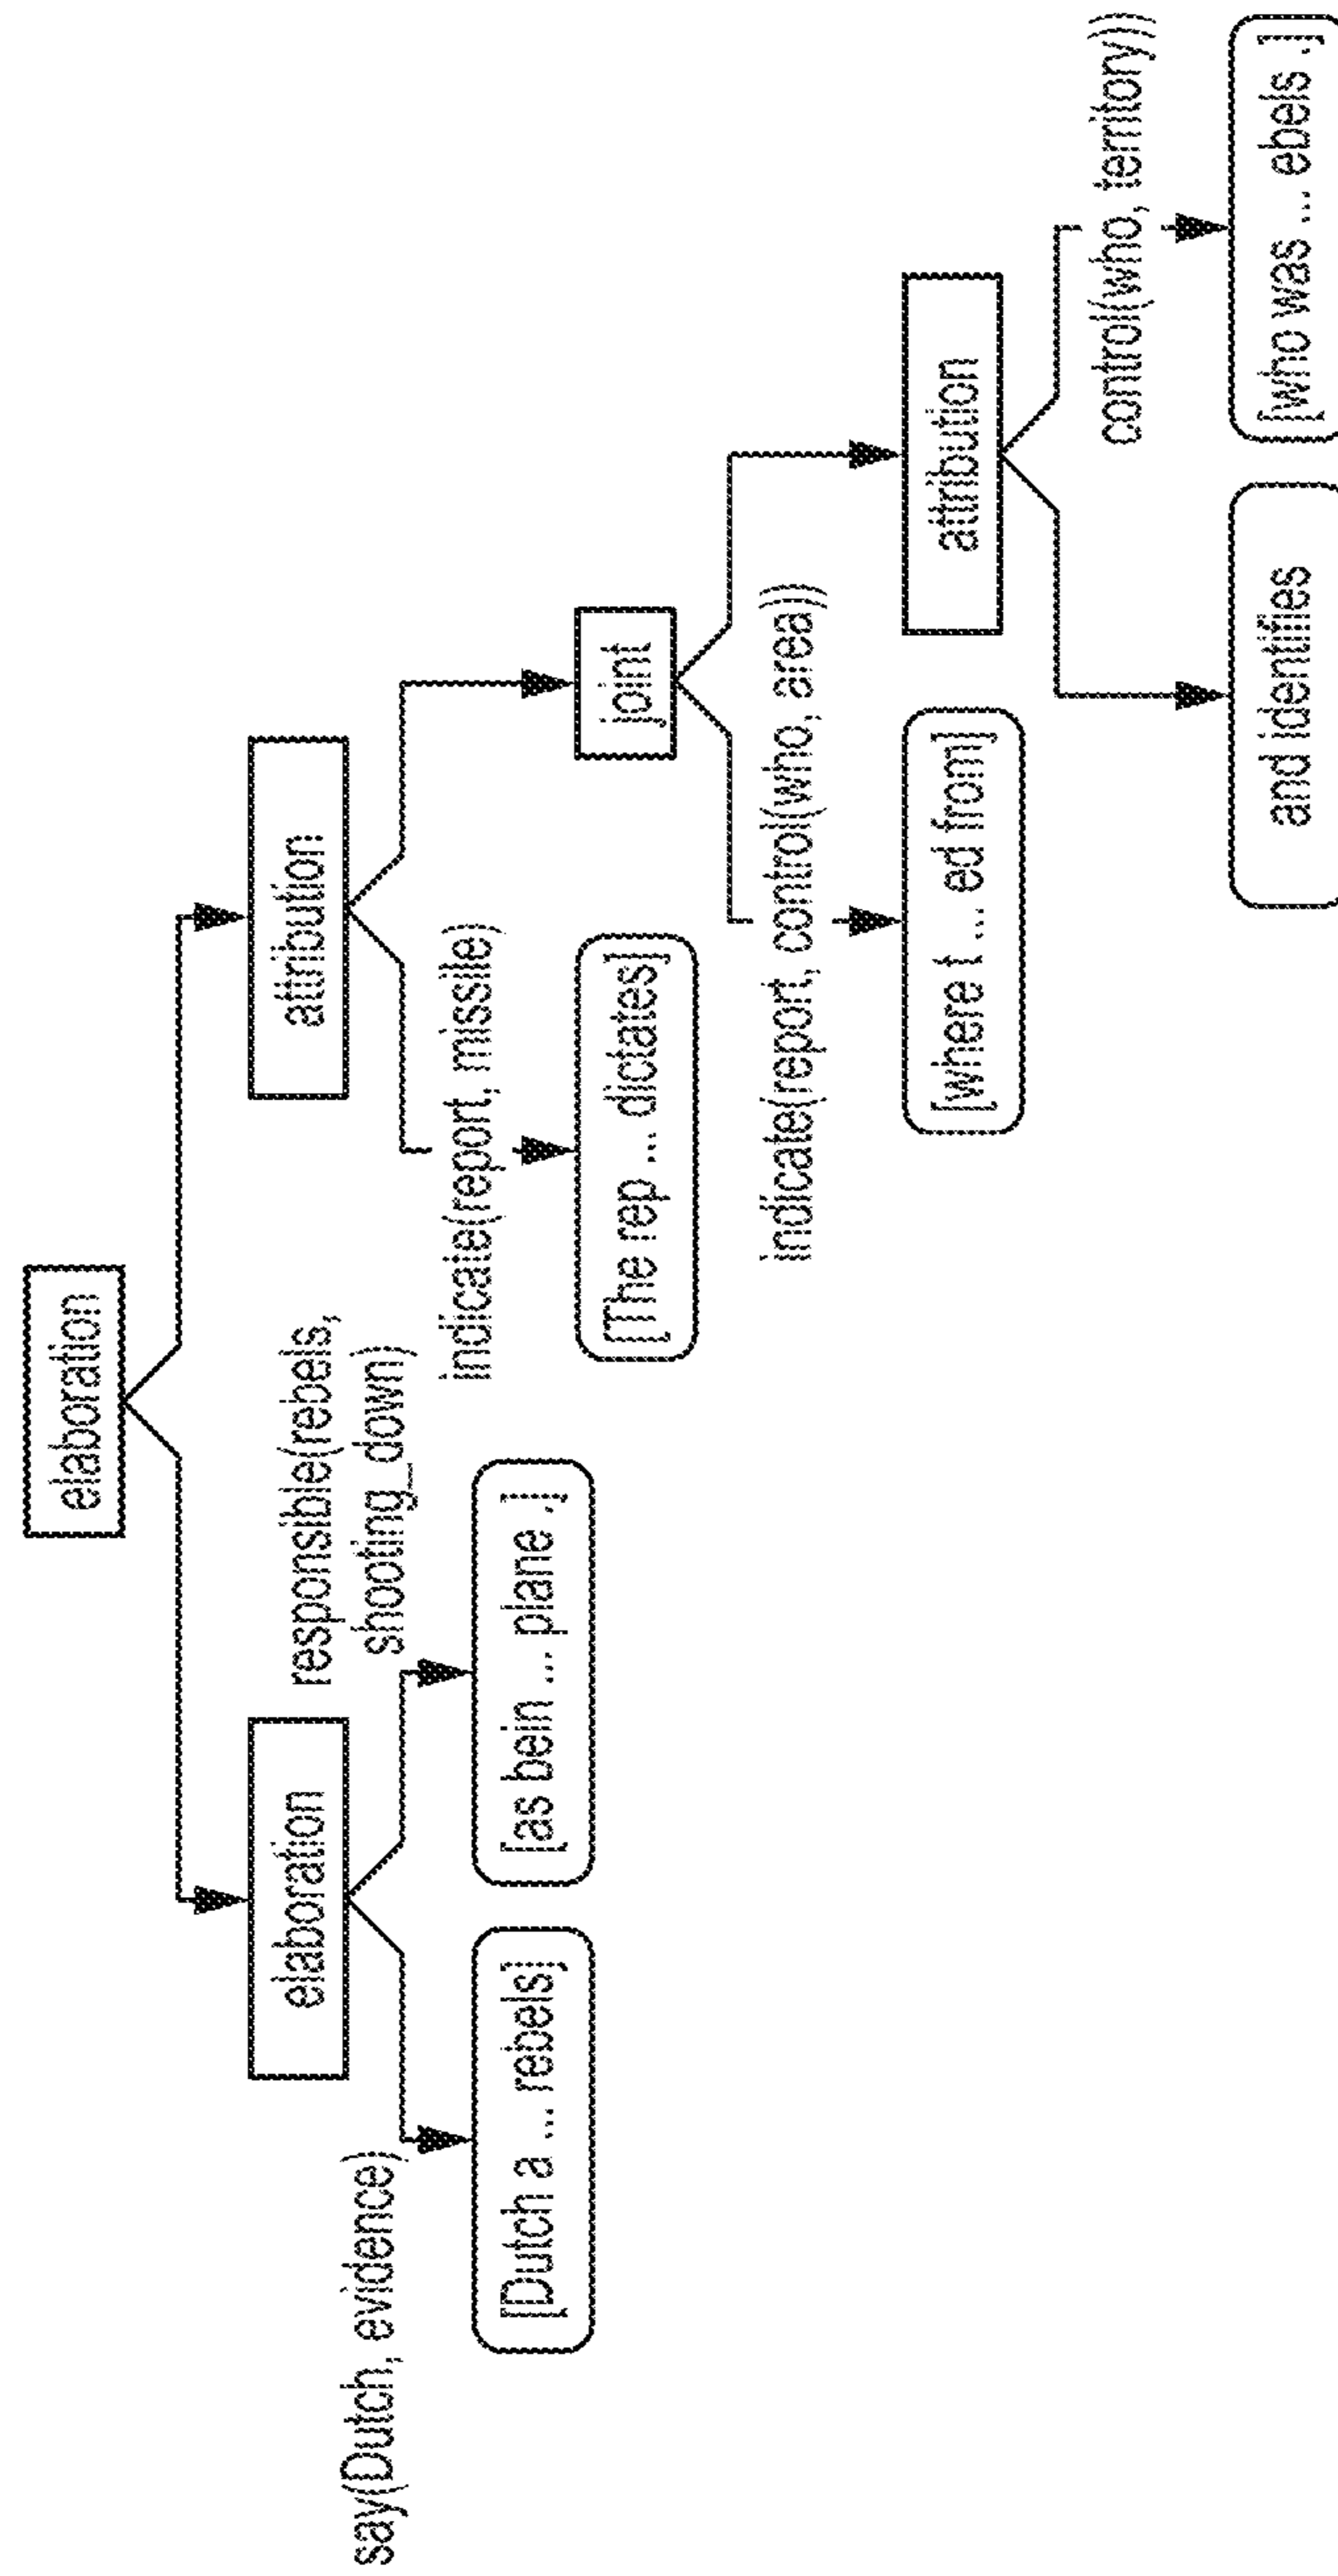 elaboration
elaboration
attribution
say(Dutch, evidence)
responsible(rebels,
shooting_down)
indicate(report, missile)
[Dutch a ... rebels]
[as bein ... plane ,]
[The rep ... dictates]
joint
indicate(report, control(who, area))
[where t ... ed from]
attribution
control(who, territory))
and identifies
[who was ... ebels .]